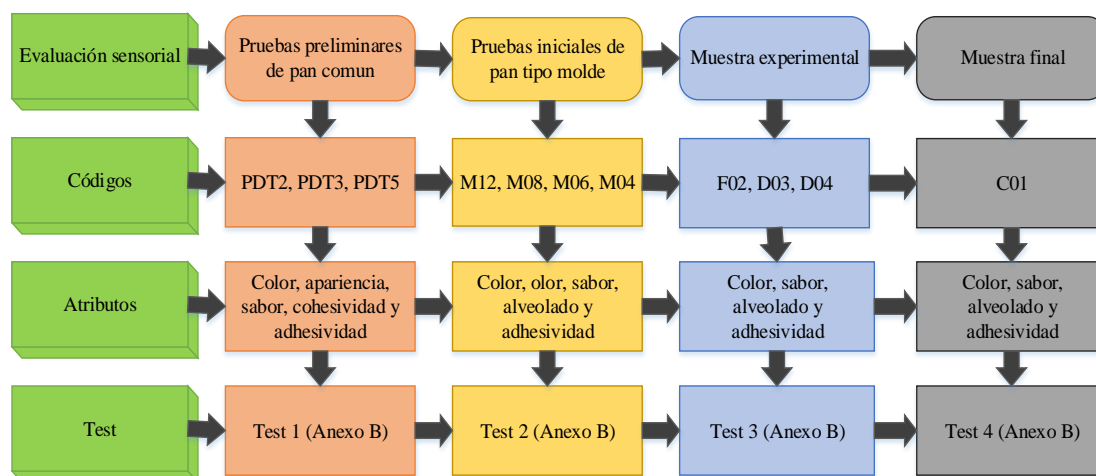 Evaluación sensorial
Pruebas preliminares
de pan comun
Pruebas iniciales de
pan tipo molde
Muestra experimental
Muestra final
Códigos
PDT2, PDT3, PDT5
M12, M08, M06, M04
F02, D03, D04
C01
Atributos
Color, apariencia,
sabor, cohesividad y
adhesividad
Color, olor, sabor,
alveolado y
adhesividad
Color, sabor,
alveolado y
adhesividad
Color, sabor,
alveolado y
adhesividad
Test
Test 1 (Anexo B)
Test 2 (Anexo B)
Test 3 (Anexo B)
Test 4 (Anexo B)